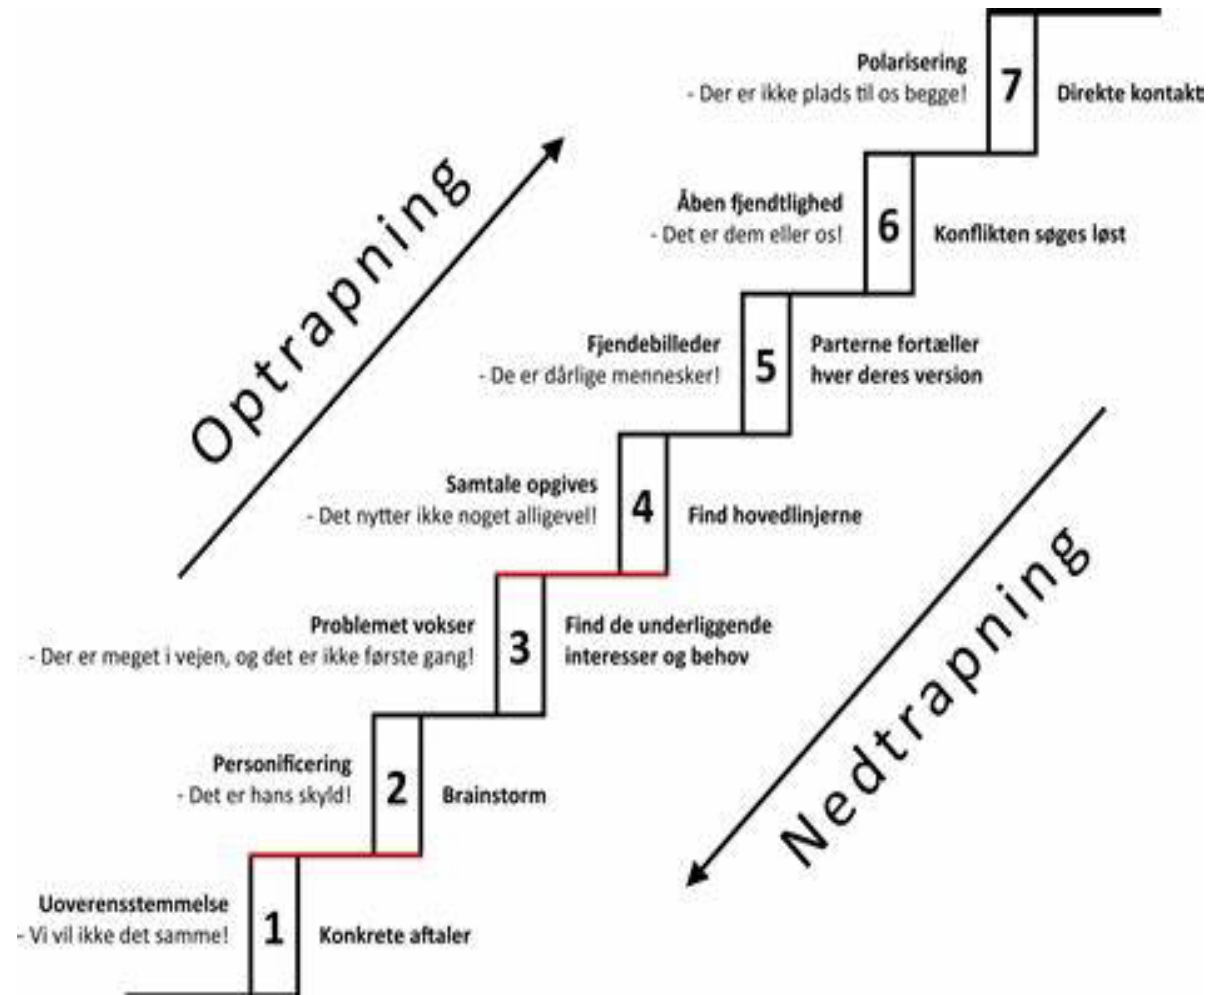 Polarisering
- Der er ikke plads til os begge!
7
Direkte kontakt
Åben fjendtlighed
- Det er dem eller os!
6
Konflikten søges løst
Optrapning
Fjendebilleder
- De er dårlige mennesker!
5
Parterne fortæller
hver deres version
Samtale opgives
- Det nytter ikke noget alligevel!
4
Find hovedlinjerne
Nedtrapning
Problemet vokser
- Der er meget i vejen, og det er ikke første gang!
3
Find de underliggende
interesser og behov
Personificering
- Det er hans skyld!
2
Brainstorm
Uoverensstemmelse
- Vi vil ikke det samme!
1
Konkrete aftaler